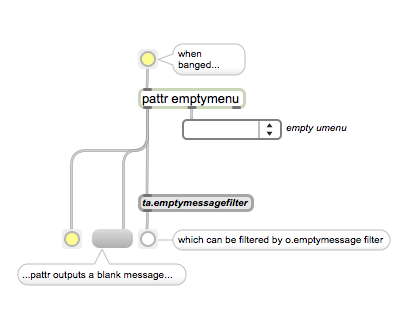 when
banged...
pattr emptymenu
empty umenu
ta.emptymessagefilter
which can be filtered by o.emptymessage filter
...pattr outputs a blank message...